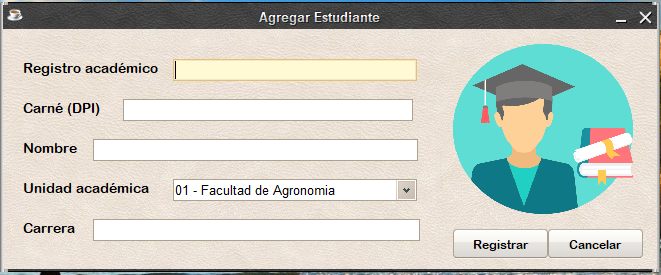 Agregar Estudiante
Registro académico
Carné (DPI)
Nombre
Unidad académica
01 - Facultad de Agronomia
Carrera
Registrar
Cancelar